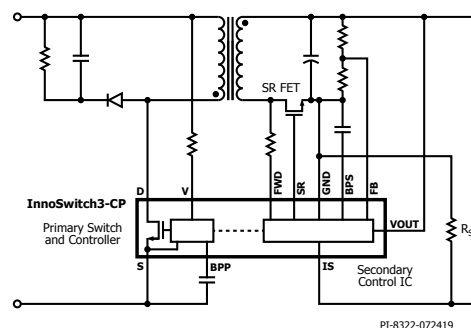 SR FET
D
V
FWD
SR
GND
BPS
FB
InnoSwitch3-CP
Primary Switch
and Controller
VOUT
S
BPP
IS
Secondary
Control IC
PI-8322-072419